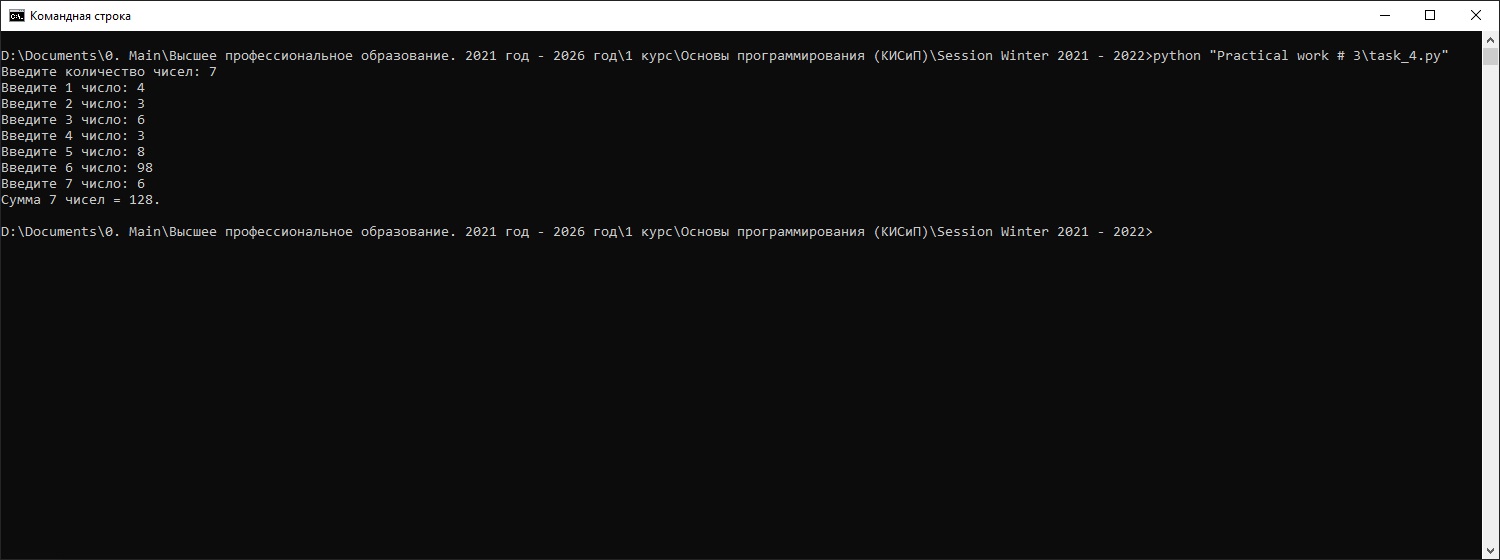 Командная строка
D:\Documents\0. Main\Высшее профессиональное образование. 2021 год - 2026 год\1 курс\Основы программирования (КИСиП)\Session Winter 2021 - 2022>python "Practical work # 3\task_4.py"
Введите количество чисел: 7
Введите 1 число: 4
Введите 2 число: 3
Введите 3 число: 6
Введите 4 число: 3
Введите 5 число: 8
Введите 6 число: 98
Введите 7 число: 6
Сумма 7 чисел = 128.
D:\Documents\0. Main\Высшее профессиональное образование. 2021 год - 2026 год\1 курс\Основы программирования (КИСиП)\Session Winter 2021 - 2022>